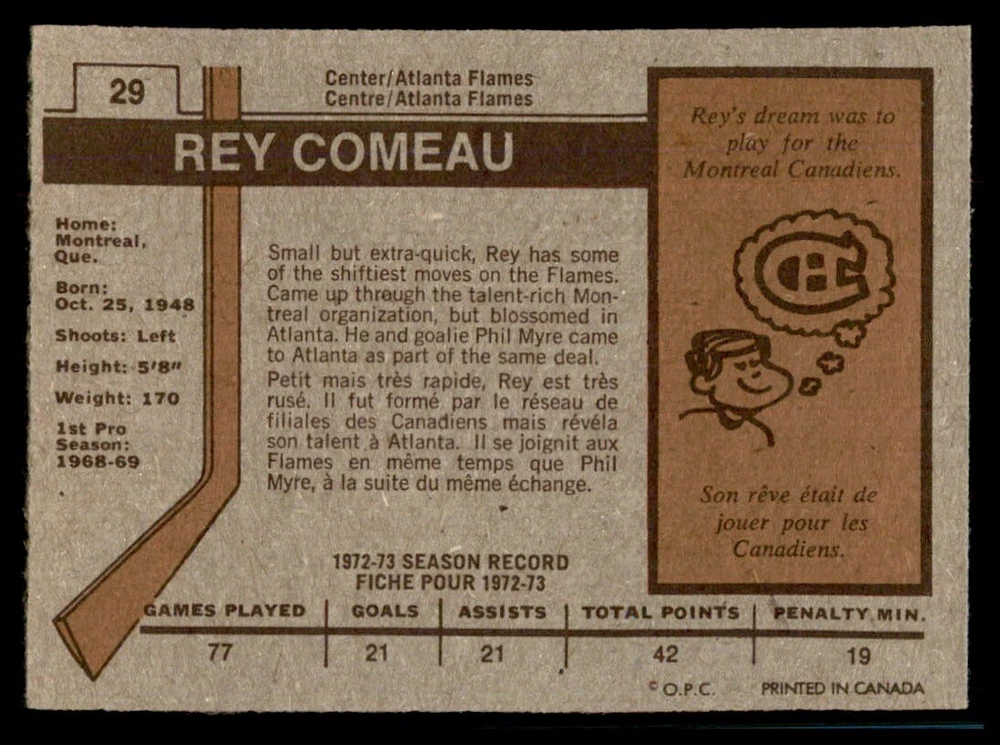 29
Center/Atlanta Flames
Centre/Atlanta Flames
REY COMEAU
Home:
Montreal,
Que.
Born:
Oct. 25, 1948
Shoots: Left
Height: 5'8"
Weight: 170
1st Pro
Season:
1968-69
Small but extra-quick, Rey has some
of the shiftiest moves on the Flames.
Came up through the talent-rich Mon-
treal organization, but blossomed in
Atlanta. He and goalie Phil Myre came
to Atlanta as part of the same deal.
Petit mais très rapide, Rey est très
rusé. Il fut formé par le réseau de
filiales des Canadiens mais révéla
son talent à Atlanta. Il se joignit aux
Flames en même temps que Phil
Myre, à la suite du même échange.
Rey's dream was to
play for the
Montreal Canadiens.
CH
Son rêve était de
jouer pour les
Canadiens.
1972-73 SEASON RECORD
FICHE POUR 1972-73
GAMES PLAYED GOALS ASSISTS TOTAL POINTS PENALTY MIN.
77 21 21 42 19
© O.P.C. PRINTED IN CANADA